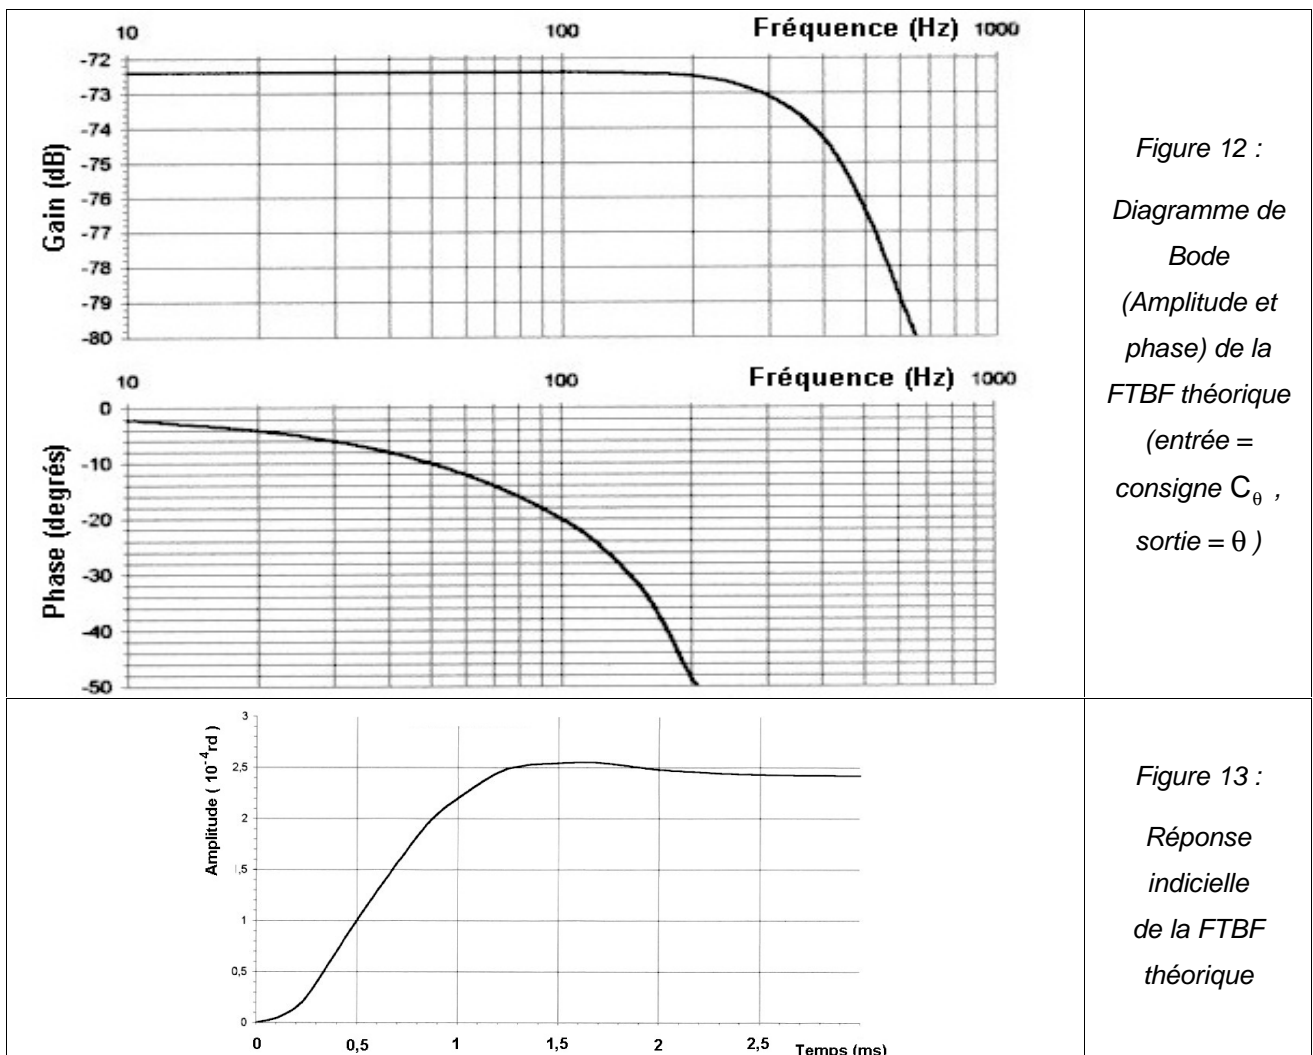 10 100 Fréquence (Hz) 1000
-72
-73
-74
-75
-76
-77
-78
-79
-80
Gain (dB)
10 100 Fréquence (Hz) 1000
0
-10
-20
-30
-40
-50
Phase (degrés)
Figure 12 :
Diagramme de
Bode
(Amplitude et
phase) de la
FTBF théorique
(entrée =
consigne Cθ ,
sortie = θ )
3
2,5
2
1,5
1
0,5
0
Amplitude ( 10⁻⁴rd )
0 0,5 1 1,5 2 2,5 Temps (ms)
Figure 13 :
Réponse
indicielle
de la FTBF
théorique